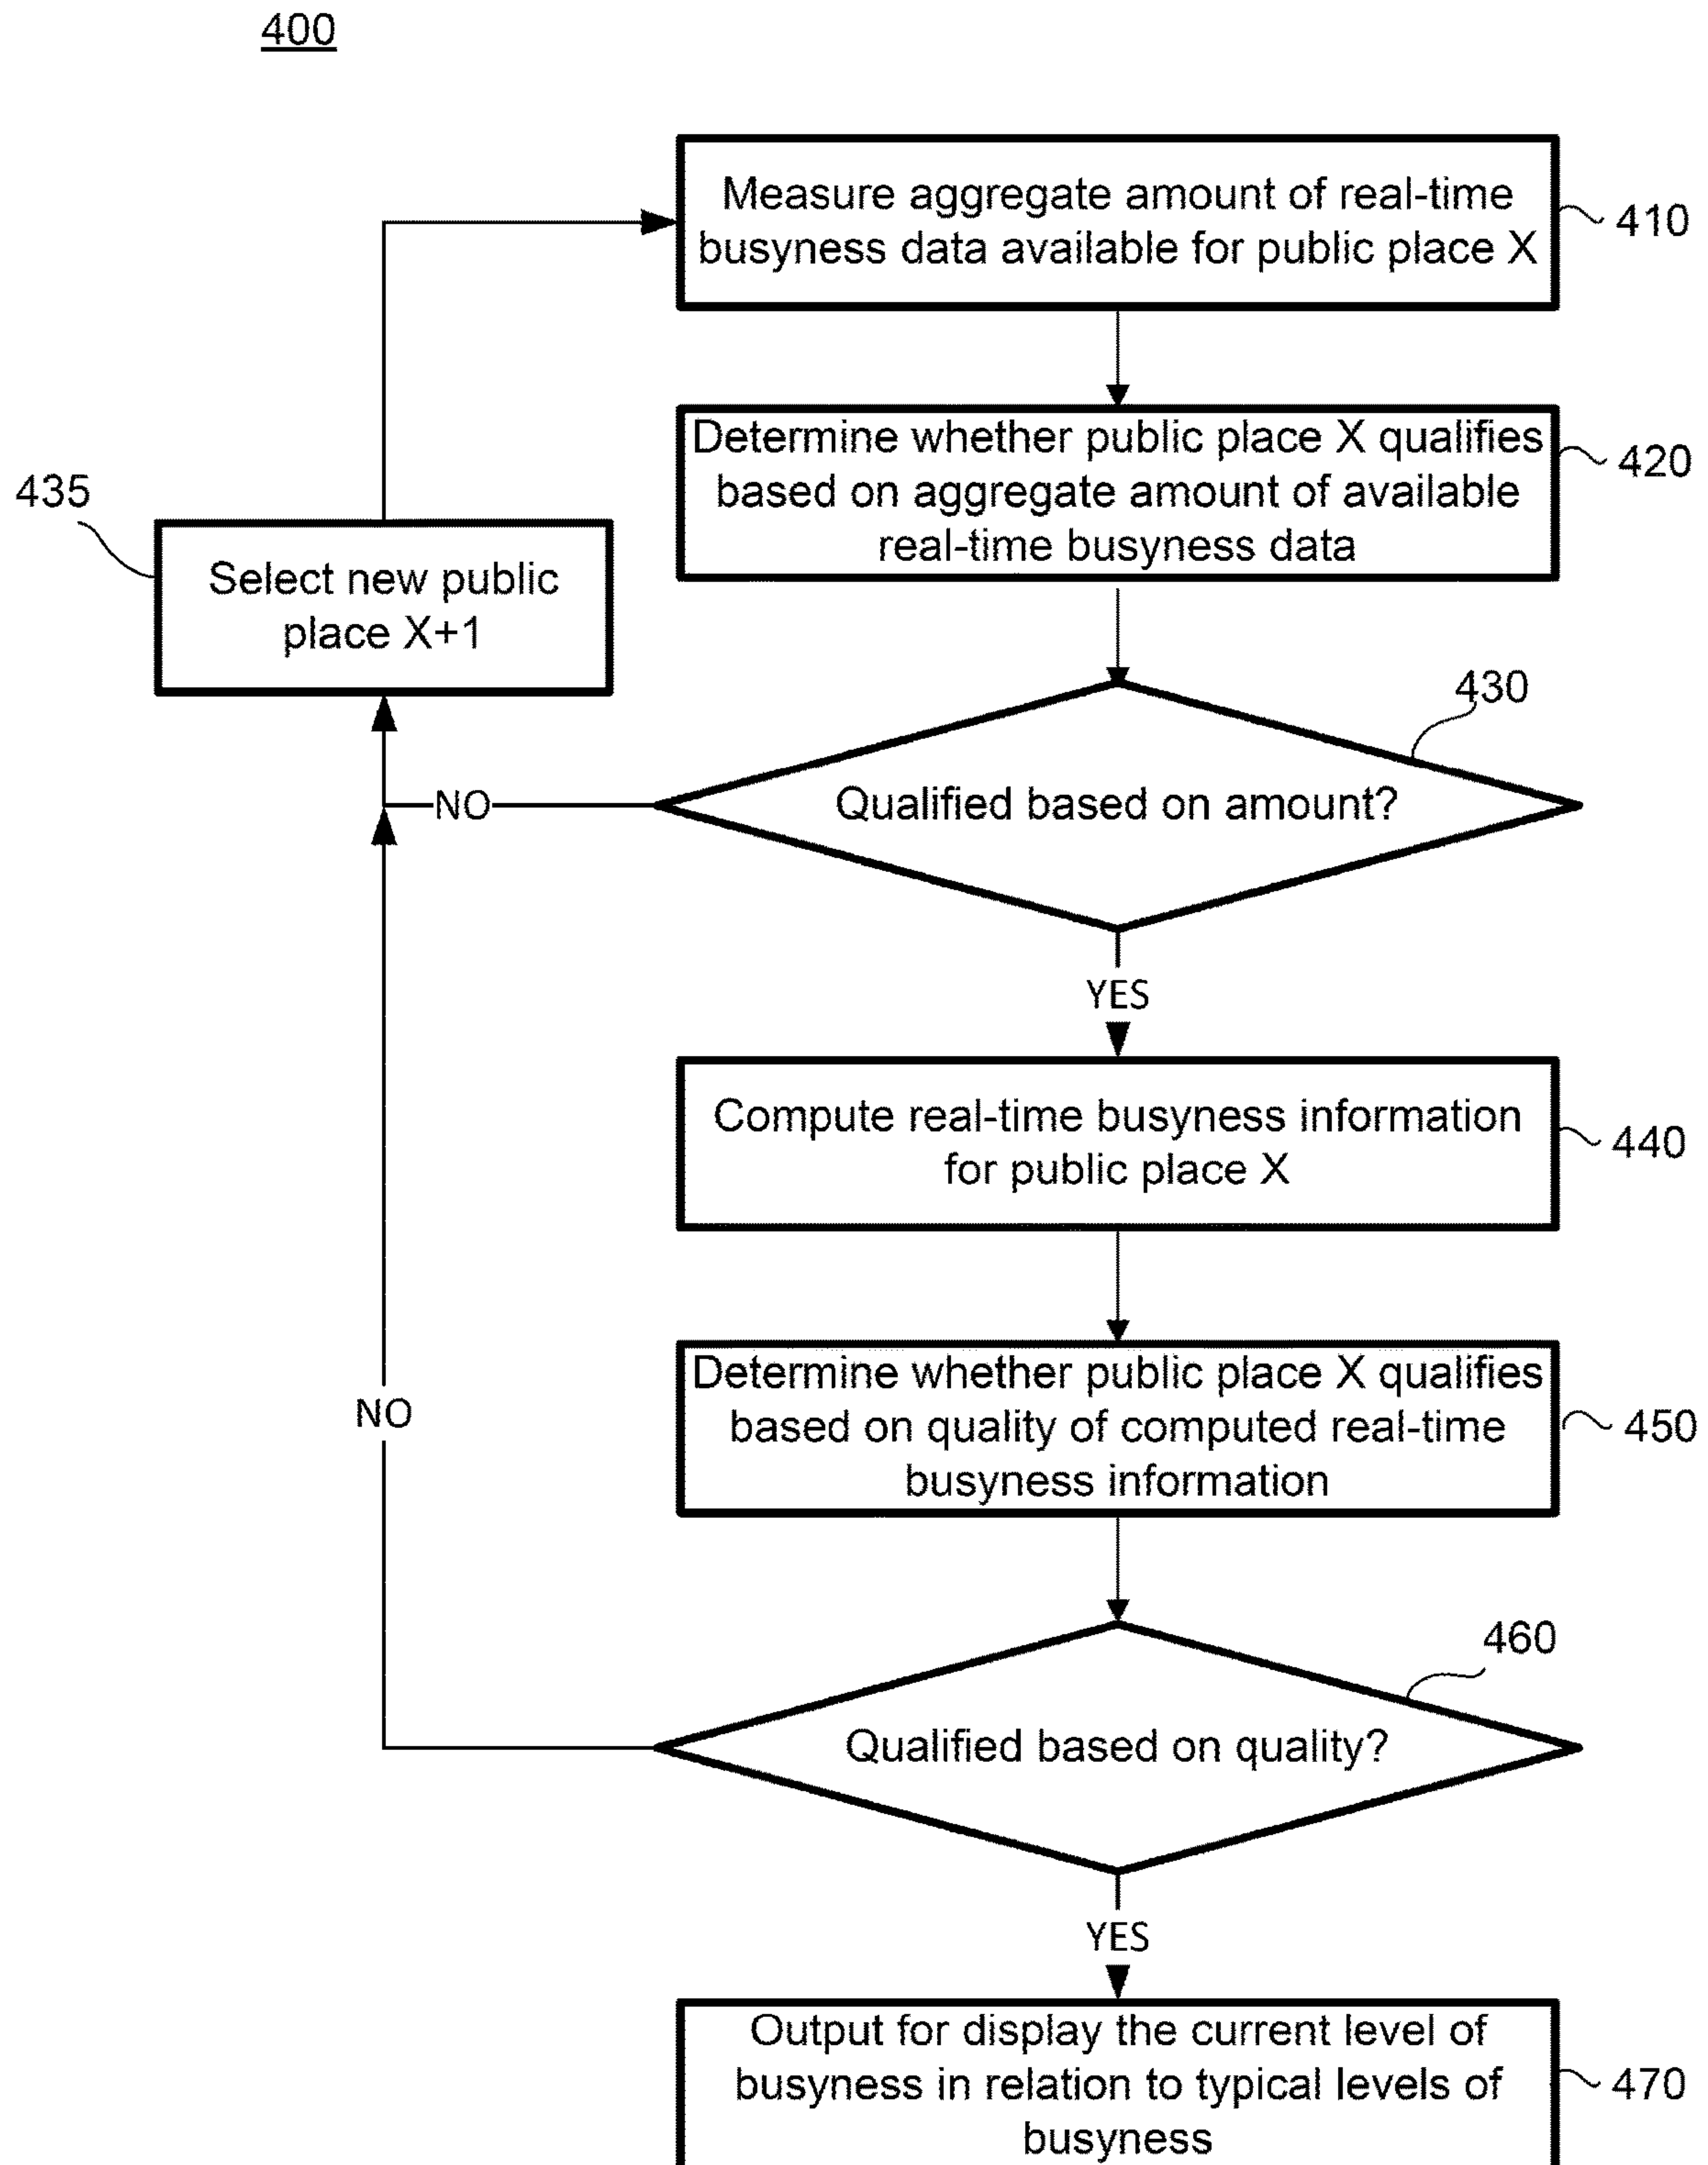 400
Measure aggregate amount of real-time
busyness data available for public place X
410
Determine whether public place X qualifies
based on aggregate amount of available
real-time busyness data
420
435
Select new public
place X+1
430
Qualified based on amount?
NO
YES
Compute real-time busyness information
for public place X
440
Determine whether public place X qualifies
based on quality of computed real-time
busyness information
450
NO
460
Qualified based on quality?
YES
Output for display the current level of
busyness in relation to typical levels of
busyness
470